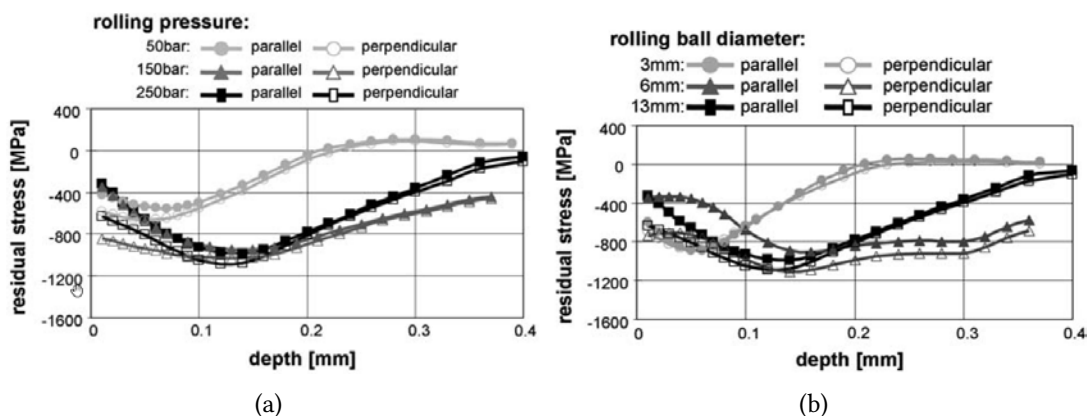 rolling pressure:
50bar: parallel perpendicular
150bar: parallel perpendicular
250bar: parallel perpendicular
400
0
-400
-800
-1200
-1600
residual stress [MPa]
0 0.1 0.2 0.3 0.4
depth [mm]
(a)
rolling ball diameter:
3mm: parallel perpendicular
6mm: parallel perpendicular
13mm: parallel perpendicular
400
0
-400
-800
-1200
-1600
residual stress [MPa]
0 0.1 0.2 0.3 0.4
depth [mm]
(b)